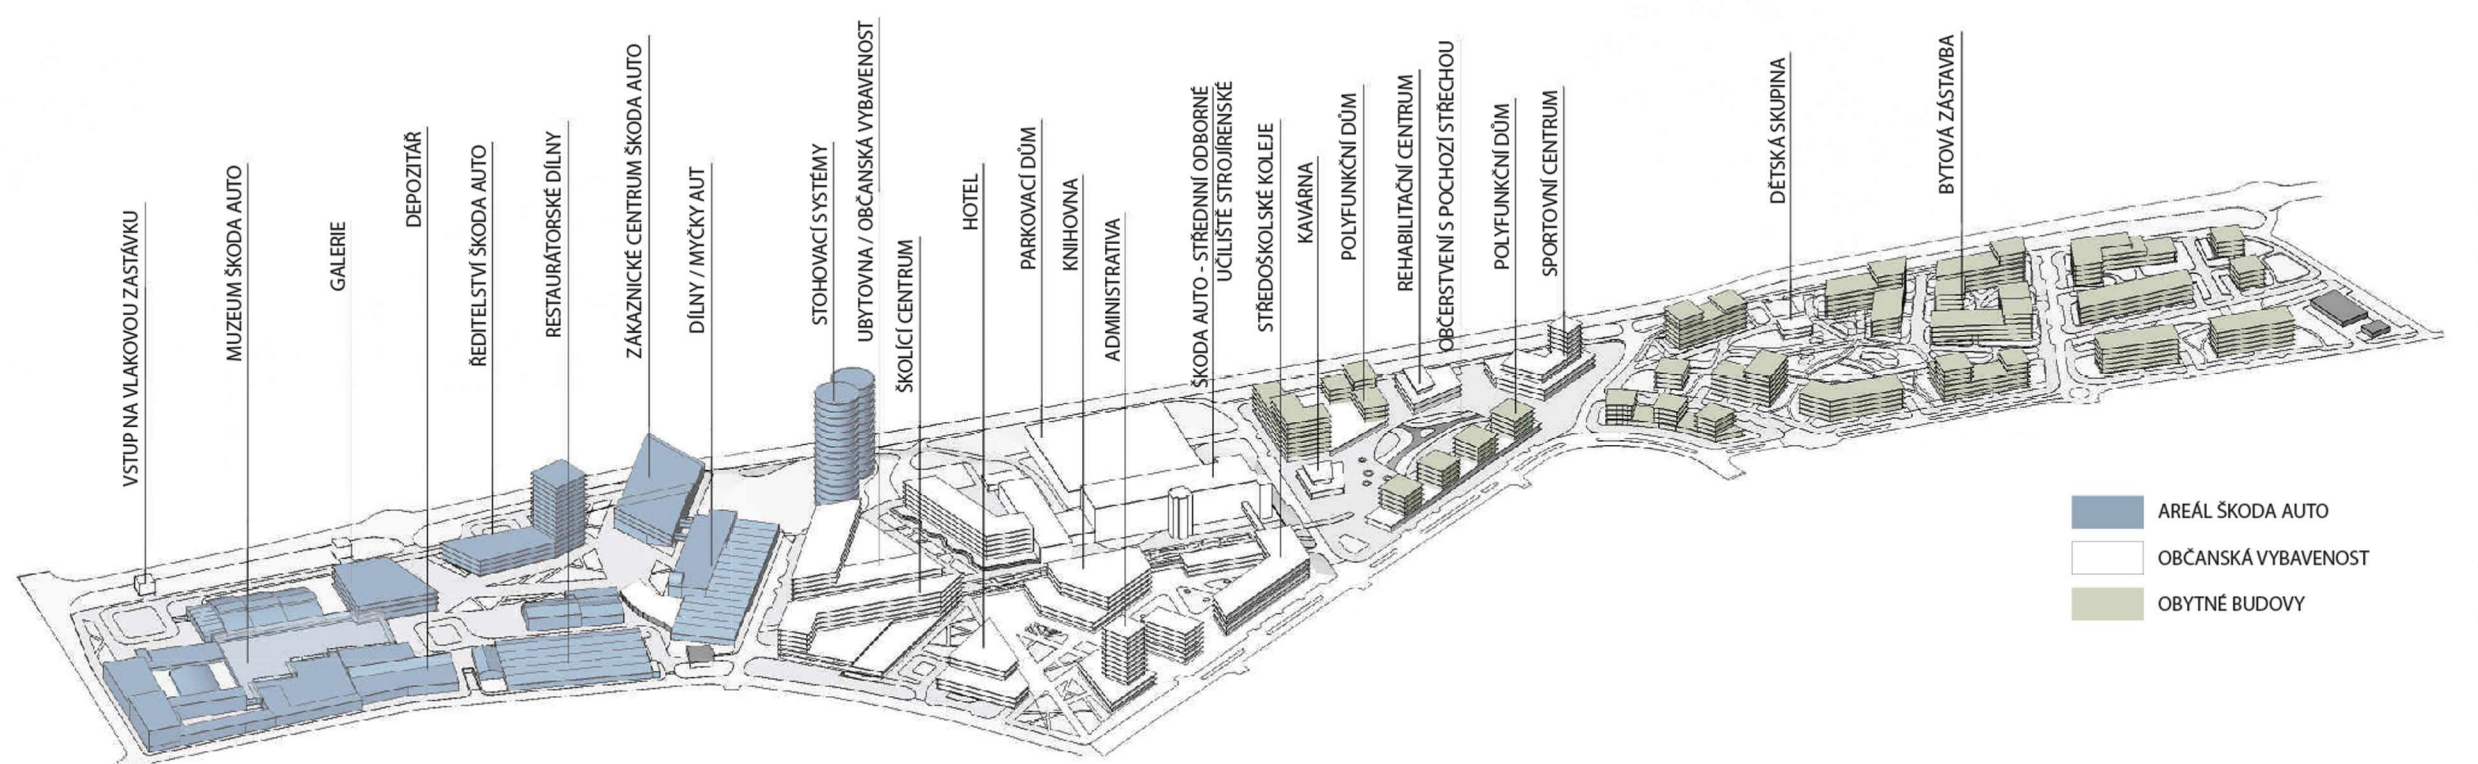 VSTUP NA VLAKOVOU ZASTÁVKU
MUZEUM ŠKODA AUTO
GALERIE
DEPOZITÁŘ
ŘEDITELSTVÍ ŠKODA AUTO
RESTAURÁTORSKÉ DÍLNY
ZÁKAZNICKÉ CENTRUM ŠKODA AUTO
DÍLNY / MYČKY AUT
STOHOVACÍ SYSTÉMY
UBYTOVNA / OBČANSKÁ VYBAVENOST
ŠKOLÍCÍ CENTRUM
HOTEL
PARKOVACÍ DŮM
KNIHOVNA
ADMINISTRATIVA
ŠKODA AUTO - STŘEDNNÍ ODBORNÉ
UČILIŠTĚ STROJÍRENSKÉ
STŘEDOŠKOLSKÉ KOLEJE
KAVÁRNA
POLYFUNKČNÍ DŮM
REHABILITAČNÍ CENTRUM
OBČERSTVENÍ S POCHOZÍ STŘECHOU
POLYFUNKČNÍ DŮM
SPORTOVNÍ CENTRUM
DĚTSKÁ SKUPINA
BYTOVÁ ZÁSTAVBA
AREÁL ŠKODA AUTO
OBČANSKÁ VYBAVENOST
OBYTNÉ BUDOVY